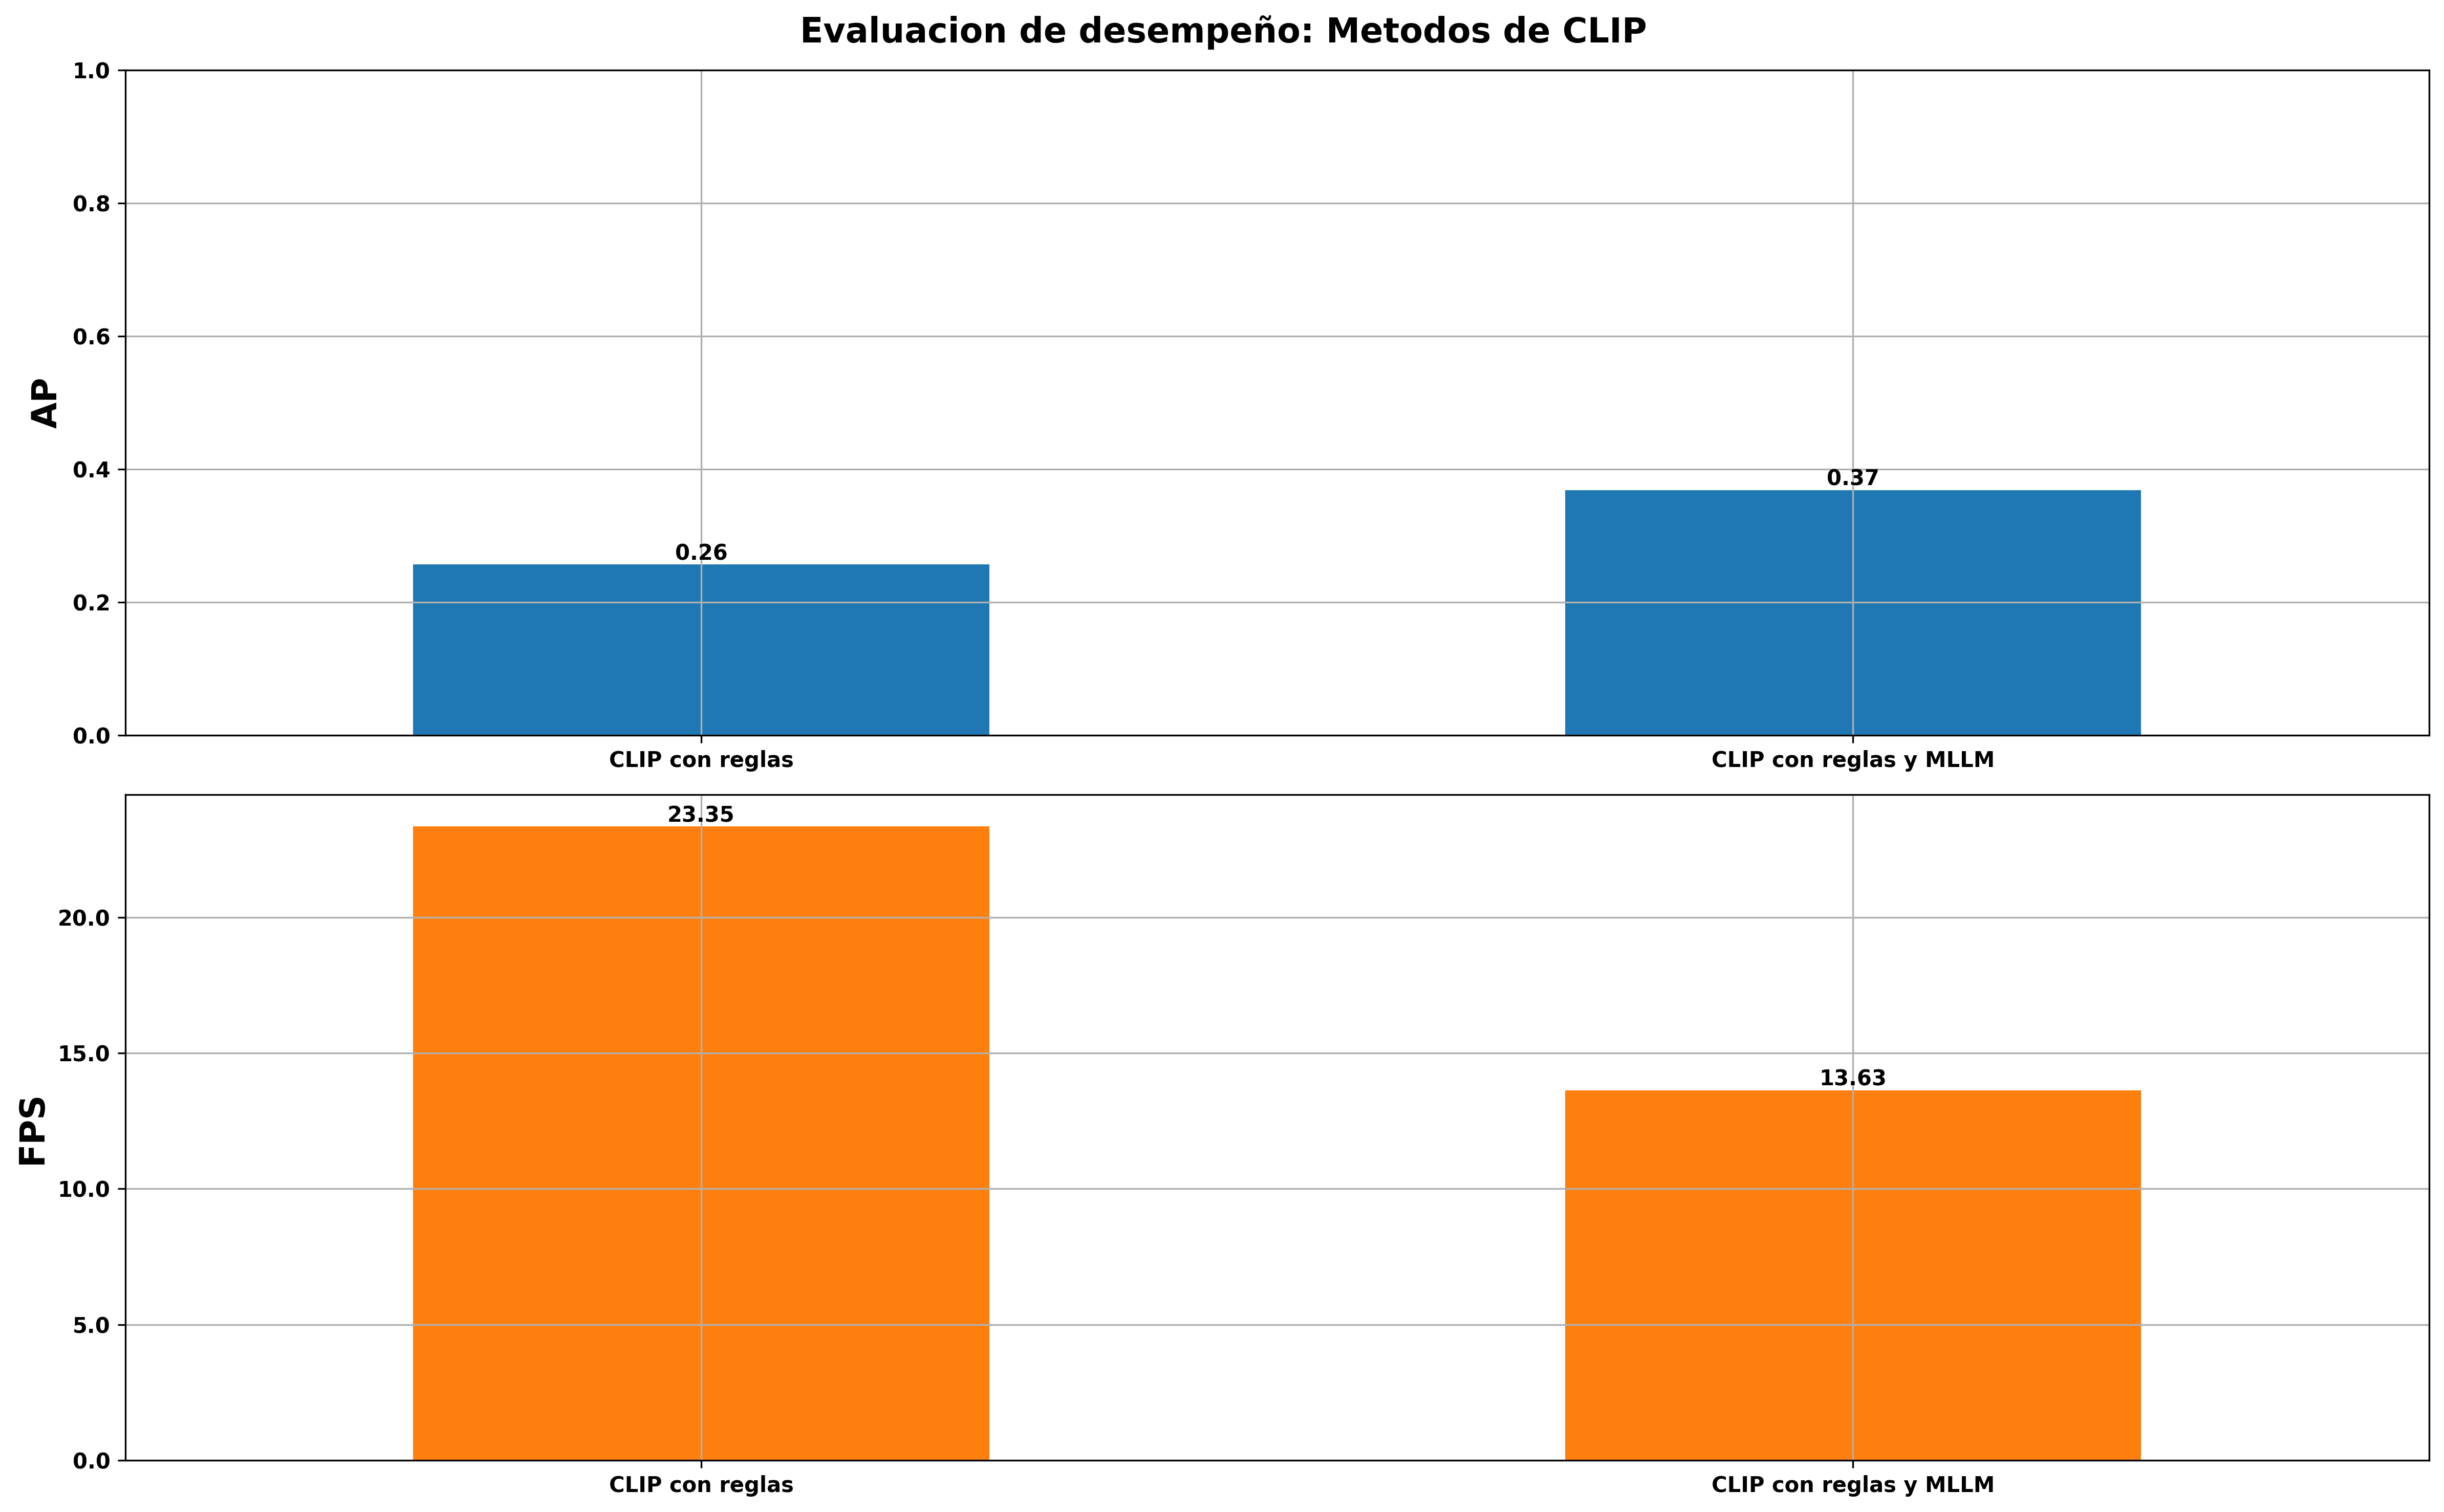 Evaluacion de desempeño: Metodos de CLIP
1.0
0.8
0.6
0.4
0.2
0.0
AP
0.26
0.37
CLIP con reglas
CLIP con reglas y MLLM
20.0
15.0
10.0
5.0
0.0
FPS
23.35
13.63
CLIP con reglas
CLIP con reglas y MLLM